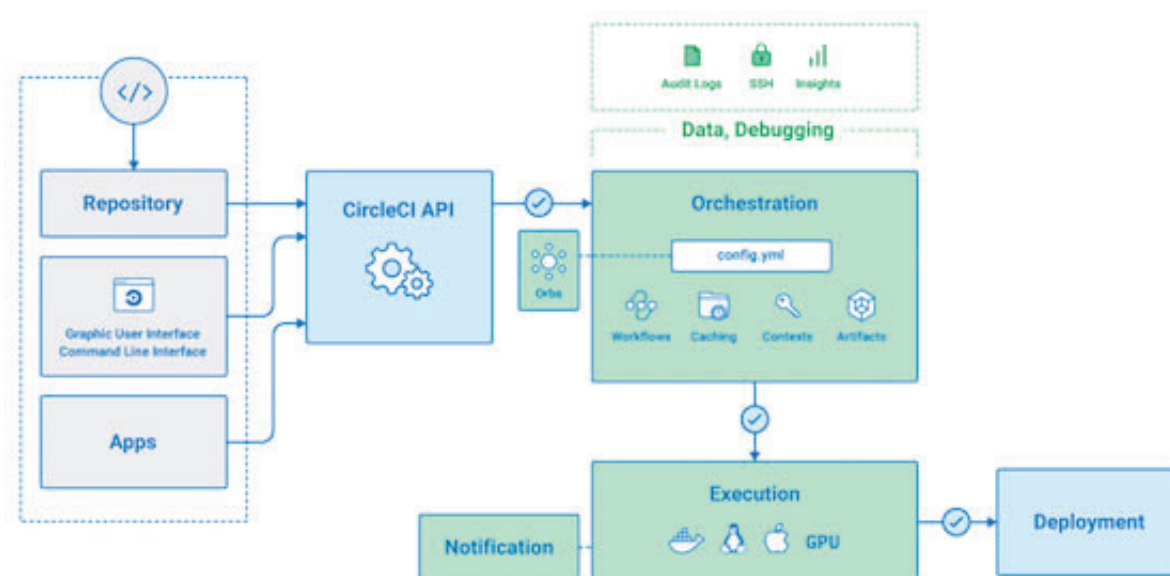 </>
Repository
Graphic User Interface
Command Line Interface
Apps
CircleCI API
Audit Logs
SSH
Insights
Data, Debugging
Orchestration
config.yml
Orbs
Workflows
Caching
Contexts
Artifacts
Execution
GPU
Notification
Deployment